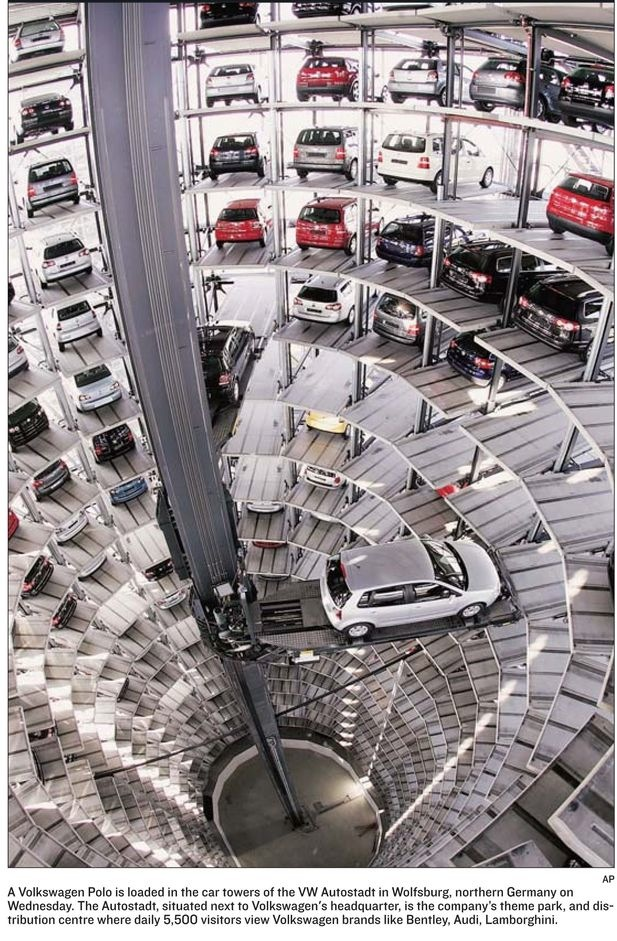 AP
A Volkswagen Polo is loaded in the car towers of the VW Autostadt in Wolfsburg, northern Germany on
Wednesday. The Autostadt, situated next to Volkswagen's headquarter, is the company's theme park, and dis-
tribution centre where daily 5,500 visitors view Volkswagen brands like Bentley, Audi, Lamborghini.